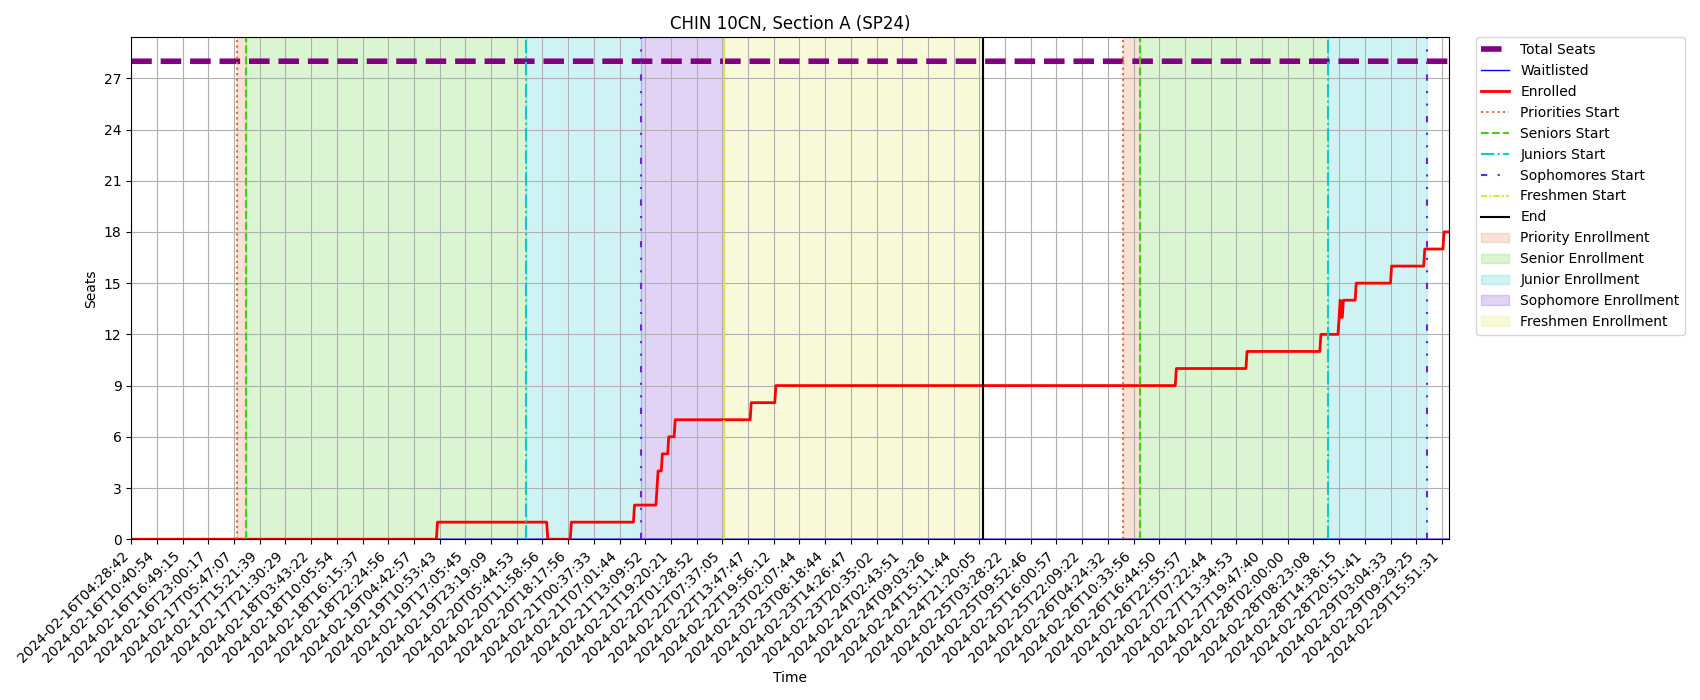 CHIN 10CN, Section A (SP24)
Seats
27
24
21
18
15
12
9
6
3
0
2024-02-16T04:28:42
2024-02-16T10:40:54
2024-02-16T16:49:15
2024-02-16T23:00:17
2024-02-17T05:47:07
2024-02-17T15:21:39
2024-02-17T21:30:29
2024-02-18T03:43:22
2024-02-18T10:05:54
2024-02-18T16:15:37
2024-02-18T22:24:56
2024-02-19T04:42:57
2024-02-19T10:53:43
2024-02-19T17:05:45
2024-02-19T23:19:09
2024-02-20T05:44:53
2024-02-20T11:58:56
2024-02-20T18:17:56
2024-02-21T00:37:33
2024-02-21T07:01:44
2024-02-21T13:09:52
2024-02-21T19:20:21
2024-02-22T01:28:52
2024-02-22T07:37:05
2024-02-22T13:47:47
2024-02-22T19:56:12
2024-02-23T02:07:44
2024-02-23T08:18:44
2024-02-23T14:26:47
2024-02-23T20:35:02
2024-02-24T02:43:51
2024-02-24T09:03:26
2024-02-24T15:11:44
2024-02-24T21:20:05
2024-02-25T03:28:22
2024-02-25T09:52:46
2024-02-25T16:00:57
2024-02-25T22:09:22
2024-02-26T04:24:32
2024-02-26T10:33:56
2024-02-26T16:44:50
2024-02-26T22:55:57
2024-02-27T07:22:44
2024-02-27T13:34:53
2024-02-27T19:47:40
2024-02-28T02:00:00
2024-02-28T08:23:08
2024-02-28T14:38:15
2024-02-28T20:51:41
2024-02-29T03:04:33
2024-02-29T09:29:25
2024-02-29T15:51:31
Time
Total Seats
Waitlisted
Enrolled
Priorities Start
Seniors Start
Juniors Start
Sophomores Start
Freshmen Start
End
Priority Enrollment
Senior Enrollment
Junior Enrollment
Sophomore Enrollment
Freshmen Enrollment